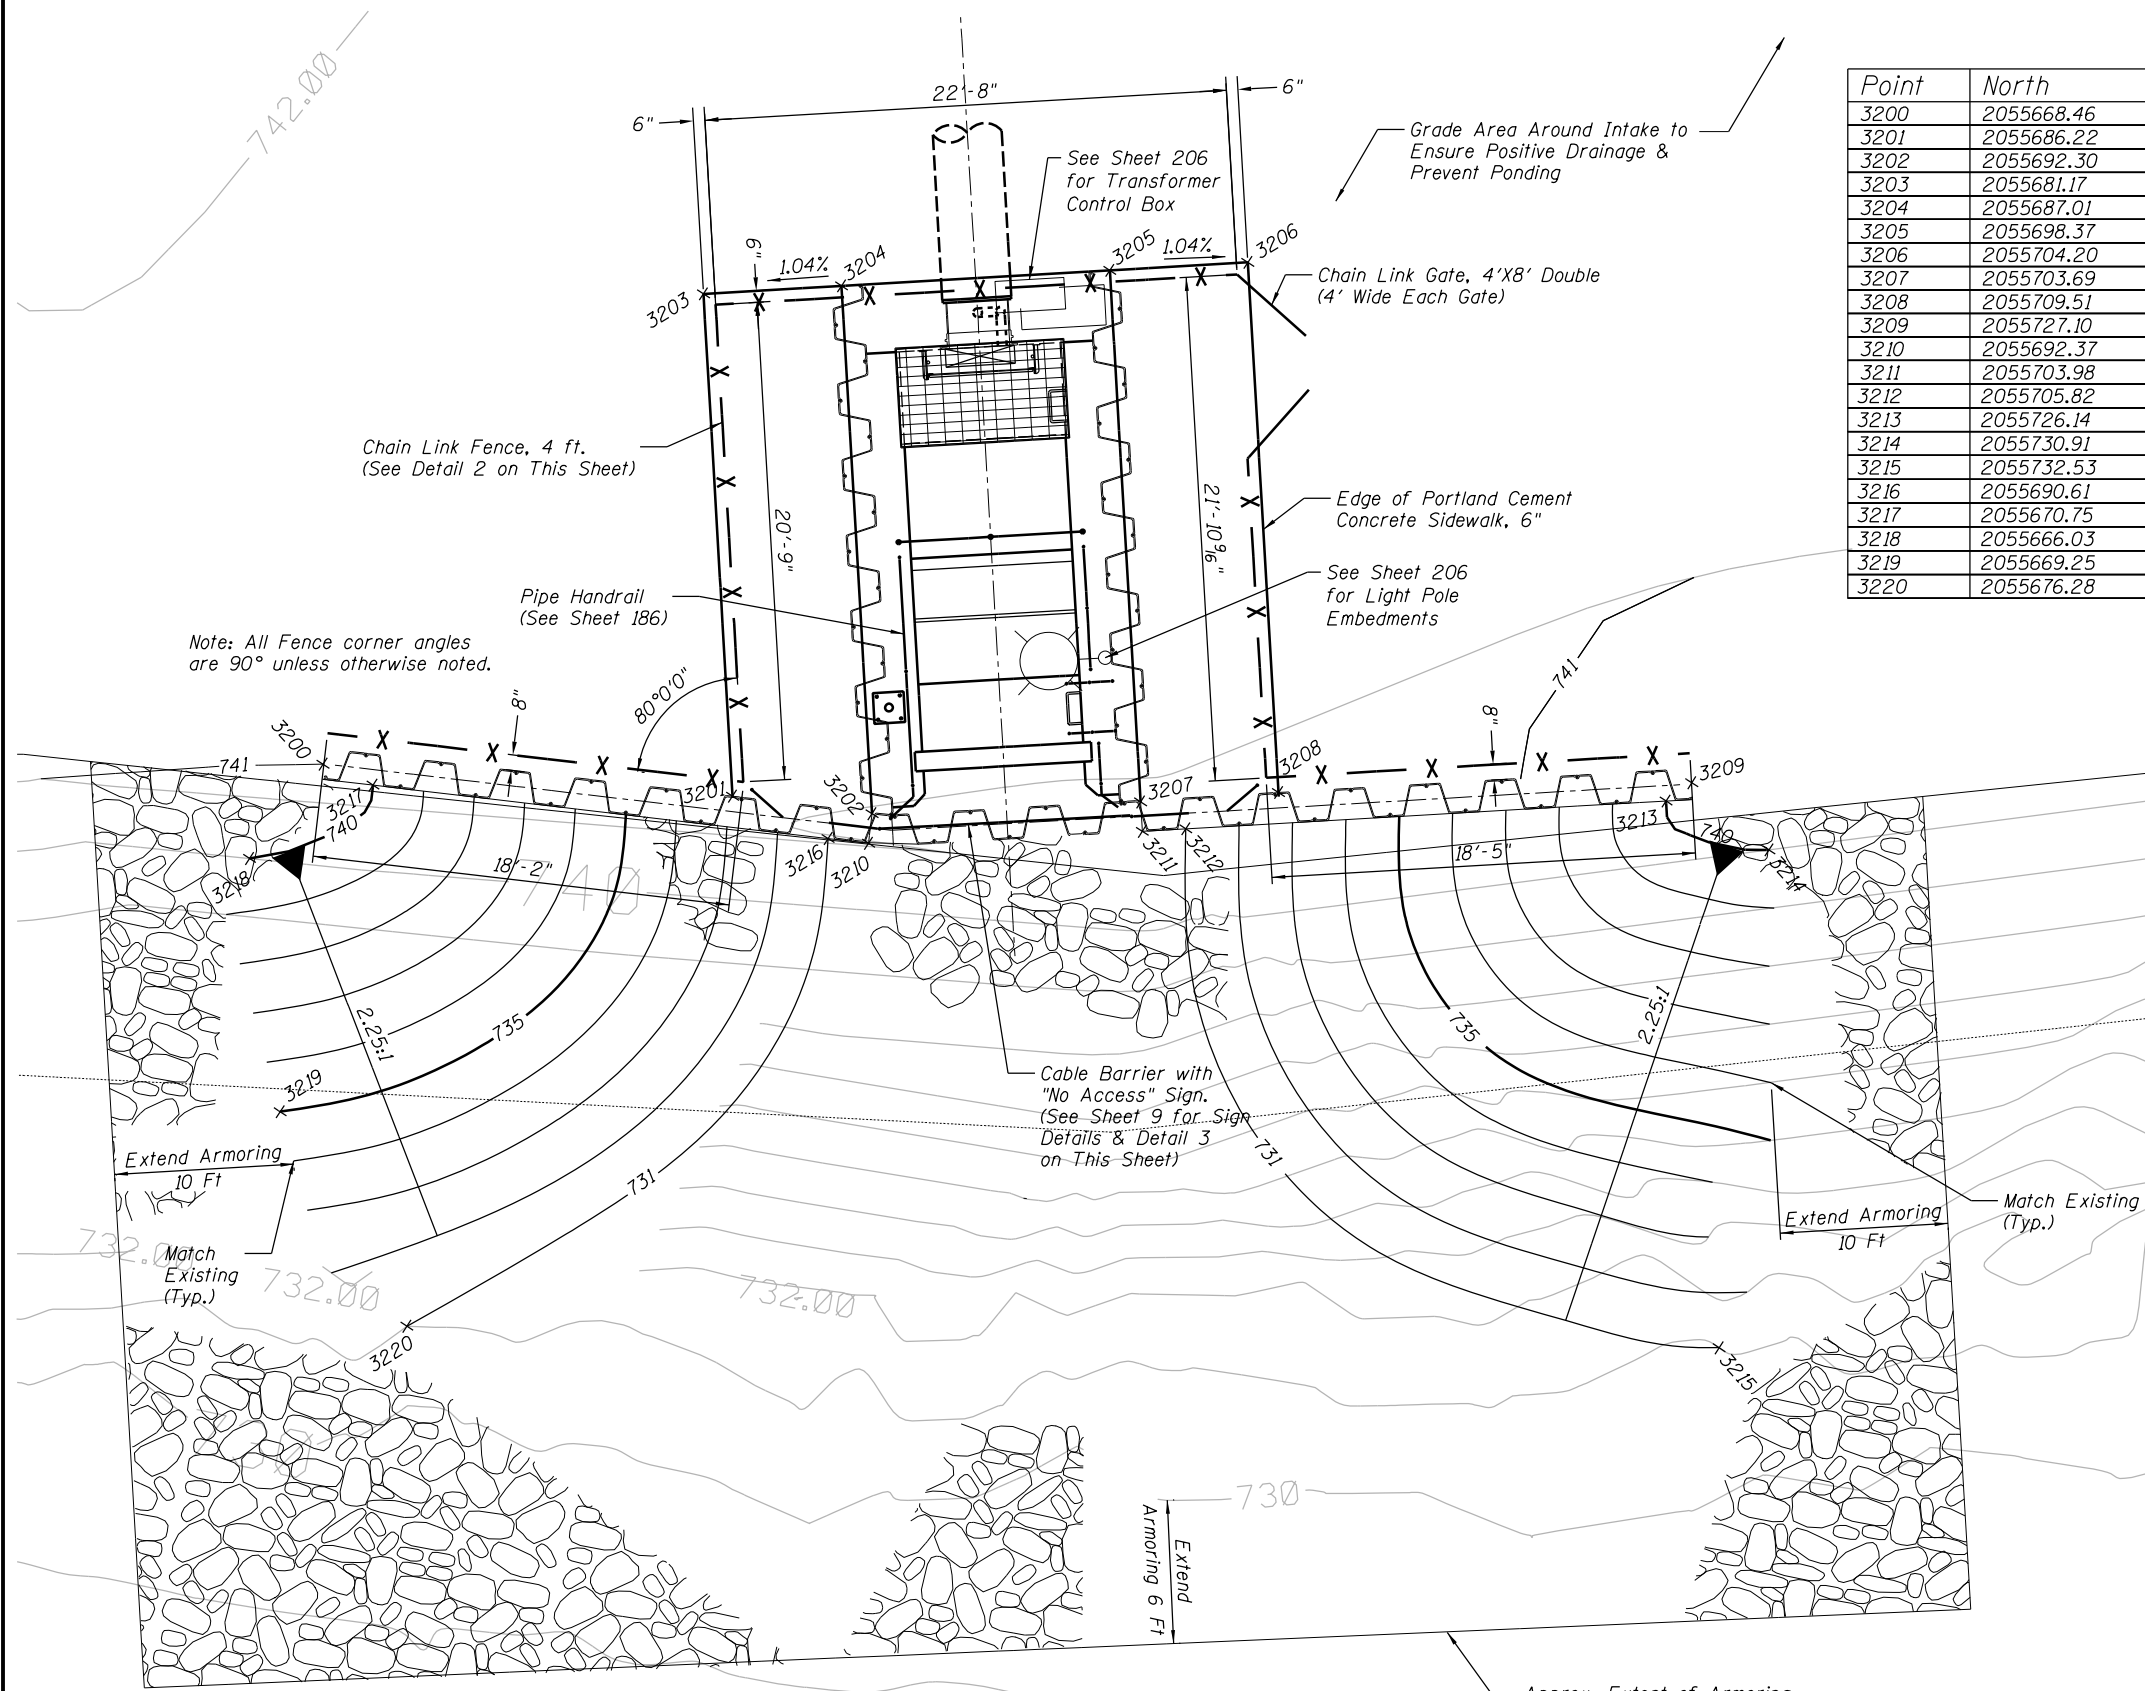 742.00
22'-8"
6"
6"
See Sheet 206
for Transformer
Control Box
Grade Area Around Intake to
Ensure Positive Drainage &
Prevent Ponding
Point North
3200 2055668.46
3201 2055686.22
3202 2055692.30
3203 2055681.17
3204 2055687.01
3205 2055698.37
3206 2055704.20
3207 2055703.69
3208 2055709.51
3209 2055727.10
3210 2055692.37
3211 2055703.98
3212 2055705.82
3213 2055726.14
3214 2055730.91
3215 2055732.53
3216 2055690.61
3217 2055670.75
3218 2055666.03
3219 2055669.25
3220 2055676.28
6"
1.04%
3204
3205
1.04%
3206
3203
Chain Link Gate, 4'X8' Double
(4' Wide Each Gate)
Chain Link Fence, 4 ft.
(See Detail 2 on This Sheet)
20'-9"
21'-10 9/16"
Edge of Portland Cement
Concrete Sidewalk, 6"
Pipe Handrail
(See Sheet 186)
See Sheet 206
for Light Pole
Embedments
Note: All Fence corner angles
are 90° unless otherwise noted.
80°0'0"
8"
8"
741
3200
741
3201
3202
3207
3208
3209
3217
740
3218
18'-2"
740
3216
3210
3211
3212
3213
740
3214
18'-5"
2.25:1
735
3219
735
2.25:1
Cable Barrier with
"No Access" Sign.
(See Sheet 9 for Sign
Details & Detail 3
on This Sheet)
Extend Armoring
10 Ft
731
731
Match Existing
(Typ.)
Extend Armoring
10 Ft
732.00
Match
Existing
(Typ.)
732.00
732.00
3220
3215
730
Extend
Armoring 6 Ft
Approx. Extent of Armoring